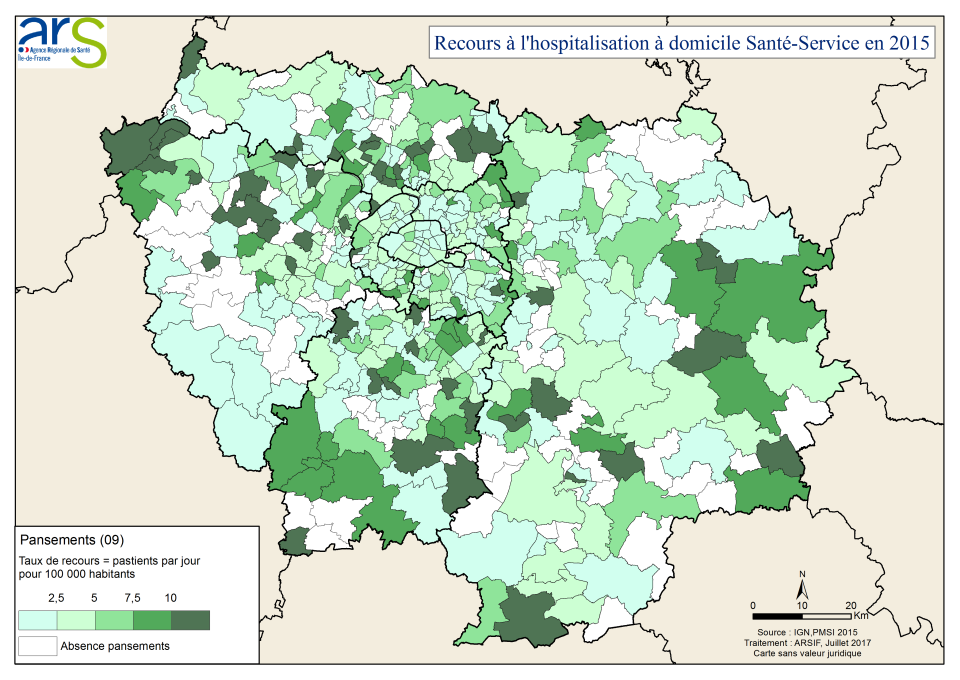 ars
Agence Régionale de Santé
Île-de-France
Recours à l'hospitalisation à domicile Santé-Service en 2015
Pansements (09)
Taux de recours = pastients par jour
pour 100 000 habitants
2,5 5 7,5 10
Absence pansements
N
0 10 20
Km
Source : IGN,PMSI 2015
Traitement : ARSIF, Juillet 2017
Carte sans valeur juridique